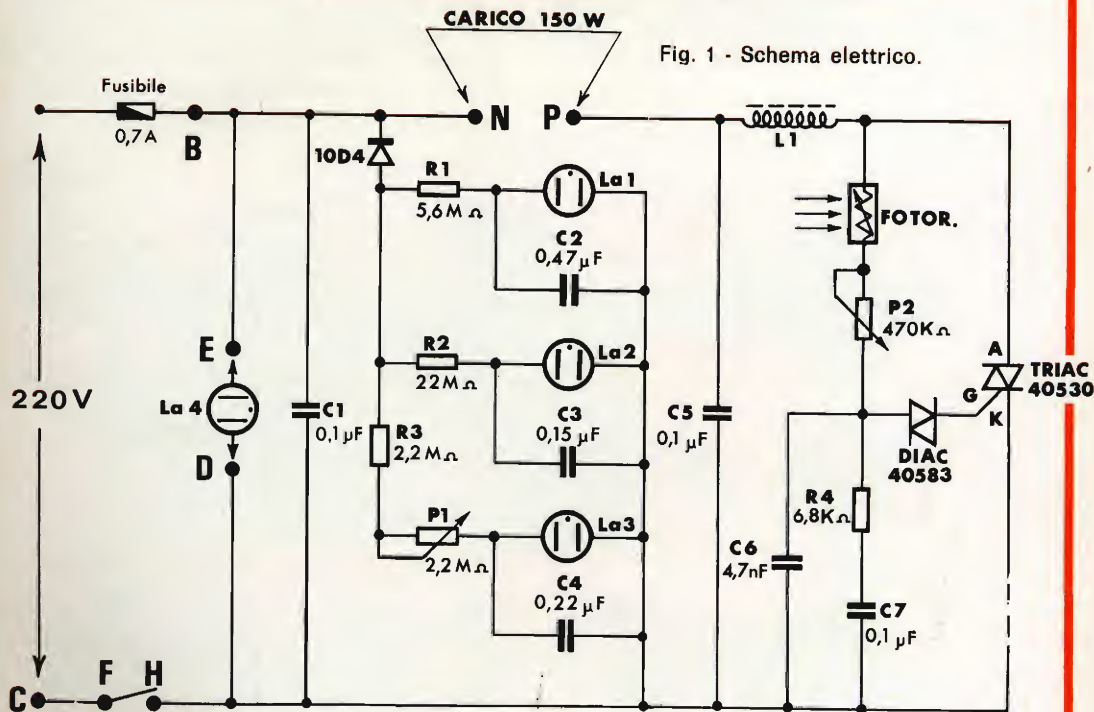 CARICO 150 W
Fig. 1 - Schema elettrico.
Fusibile
0,7A
B
N
P
10D4
L1
R1
5,6MΩ
La1
C2
0,47μF
FOTOR.
P2
470KΩ
E
220V
La4
D
C1
0,1μF
R2
22MΩ
La2
C3
0,15μF
R3
2,2MΩ
C5
0,1μF
A
G
K
TRIAC
40530
DIAC
40583
P1
2,2MΩ
La3
C4
0,22μF
R4
6,8KΩ
C6
4,7nF
C7
0,1μF
C
F
H